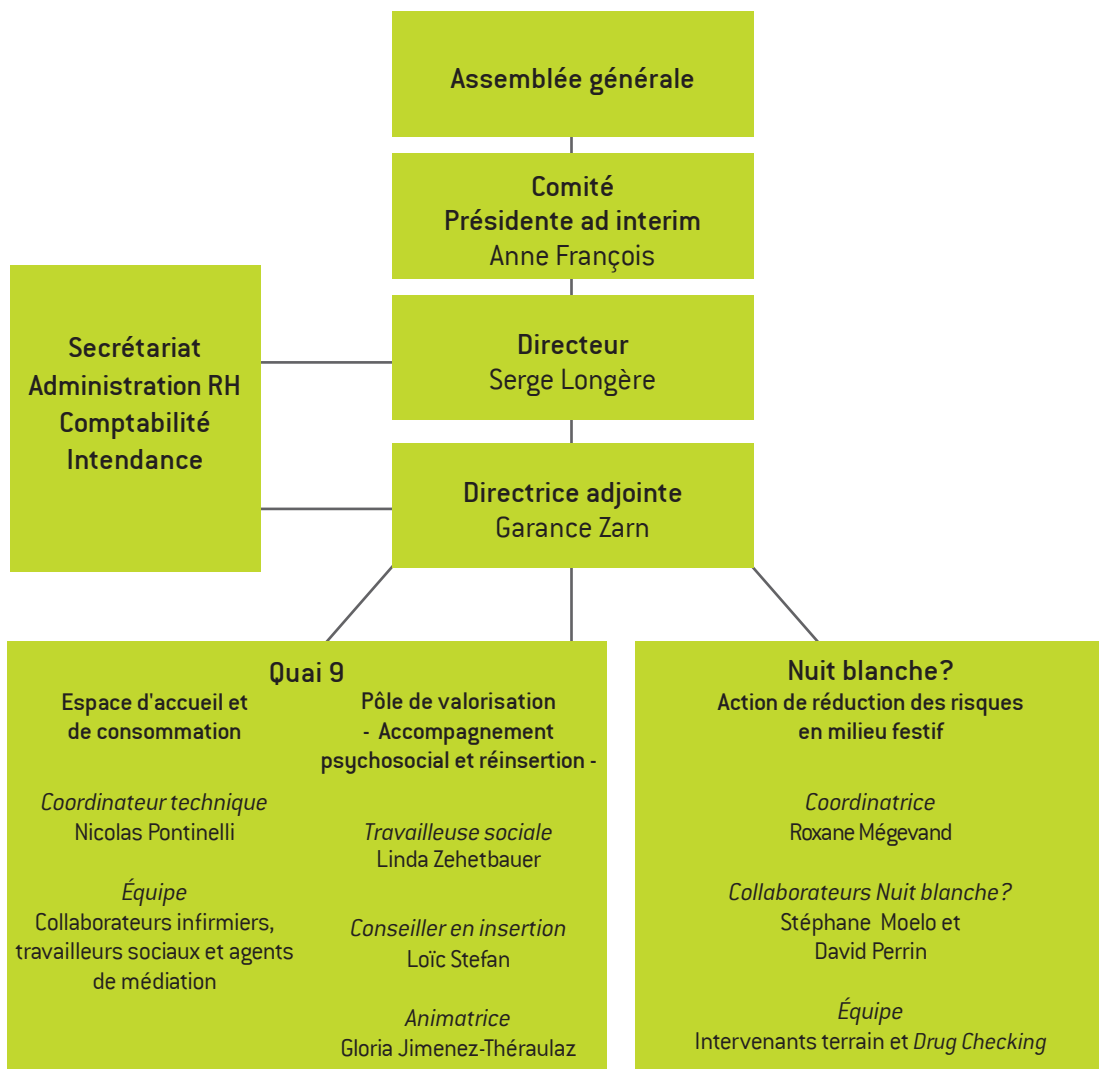 Assemblée générale
Comité
Présidente ad interim
Anne François
Secrétariat
Administration RH
Comptabilité
Intendance
Directeur
Serge Longère
Directrice adjointe
Garance Zarn
Quai 9
Espace d'accueil et
de consommation
Coordinateur technique
Nicolas Pontinelli
Équipe
Collaborateurs infirmiers,
travailleurs sociaux et agents
de médiation
Pôle de valorisation
- Accompagnement
psychosocial et réinsertion -
Travailleuse sociale
Linda Zehetbauer
Conseiller en insertion
Loïc Stefan
Animatrice
Gloria Jimenez-Théraulaz
Nuit blanche?
Action de réduction des risques
en milieu festif
Coordinatrice
Roxane Mégevand
Collaborateurs Nuit blanche?
Stéphane Moelo et
David Perrin
Équipe
Intervenants terrain et Drug Checking